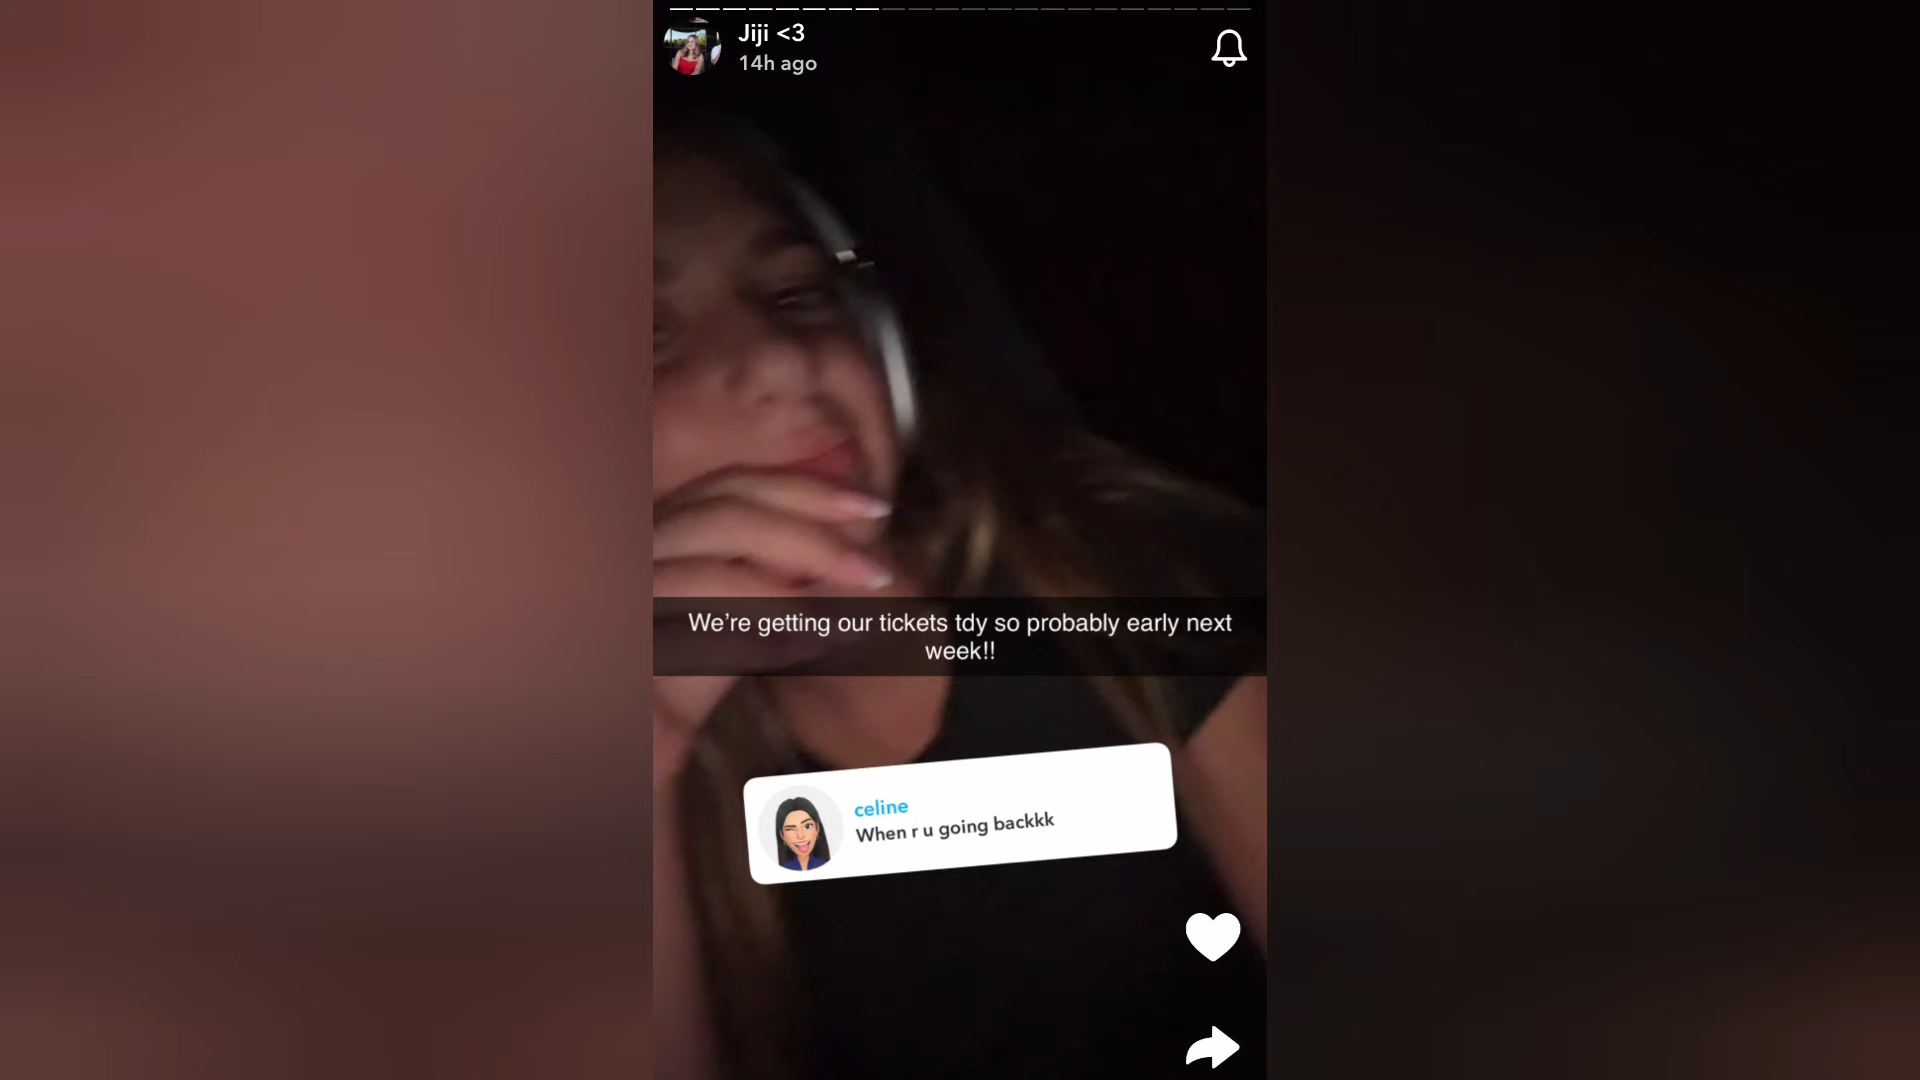 Jiji <3
14h ago
We're getting our tickets tdy so probably early next
week!!
celine
When r u going backkk